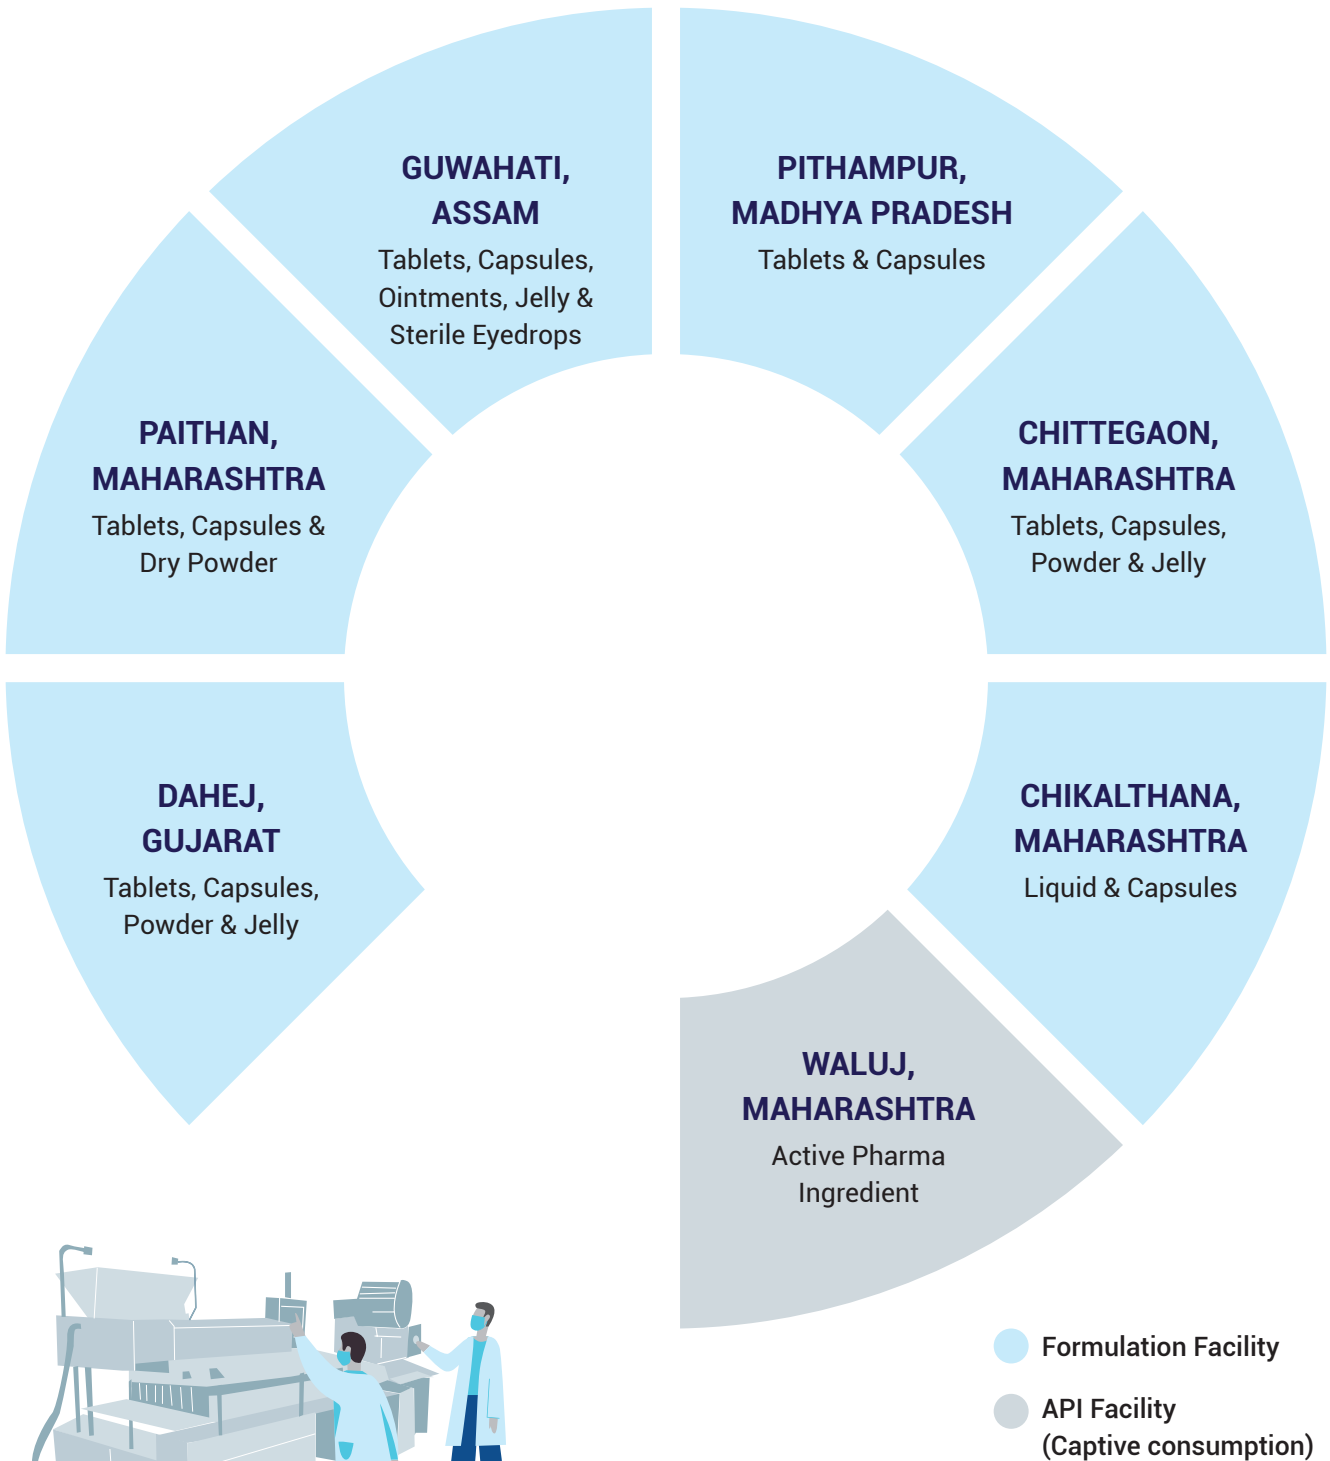 GUWAHATI,
ASSAM
Tablets, Capsules,
Ointments, Jelly &
Sterile Eyedrops
PITHAMPUR,
MADHYA PRADESH
Tablets & Capsules
PAITHAN,
MAHARASHTRA
Tablets, Capsules &
Dry Powder
CHITTEGAON,
MAHARASHTRA
Tablets, Capsules,
Powder & Jelly
DAHEJ,
GUJARAT
Tablets, Capsules,
Powder & Jelly
CHIKALTHANA,
MAHARASHTRA
Liquid & Capsules
WALUJ,
MAHARASHTRA
Active Pharma
Ingredient
Formulation Facility
API Facility
(Captive consumption)